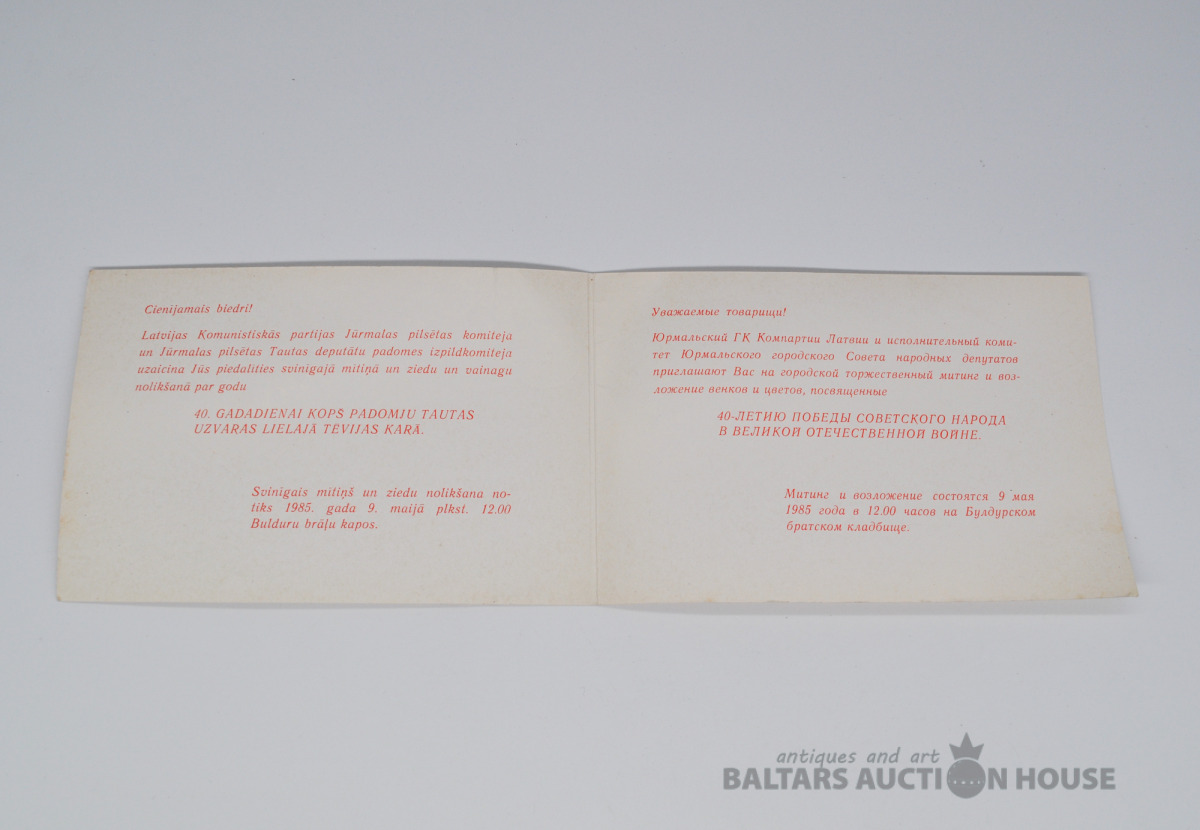 Cienījamais biedri!
Latvijas Komunistiskās partijas Jūrmalas pilsētas komiteja
un Jūrmalas pilsētas Tautas deputātu padomes izpildkomiteja
uzaicina Jūs piedalīties svinīgajā mītiņā un ziedu un vainagu
nolikšanā par godu
40. GADADIENAI KOPŠ PADOMJU TAUTAS
UZVARAS LIELAJĀ TĒVIJAS KARĀ.
Svinīgais mītiņš un ziedu nolikšana no-
tiks 1985. gada 9. maijā plkst. 12.00
Bulduru brāļu kapos.
Уважаемые товарищи!
Юрмальский ГК Компартии Латвии и исполнительный коми-
тет Юрмальского городского Совета народных депутатов
приглашают Вас на городской торжественный митинг и воз-
ложение венков и цветов, посвященные
40-ЛЕТИЮ ПОБЕДЫ СОВЕТСКОГО НАРОДА
В ВЕЛИКОЙ ОТЕЧЕСТВЕННОЙ ВОЙНЕ.
Митинг и возложение состоятся 9 мая
1985 года в 12.00 часов на Булдурском
братском кладбище.
antiques and art
BALTARS AUCTION HOUSE